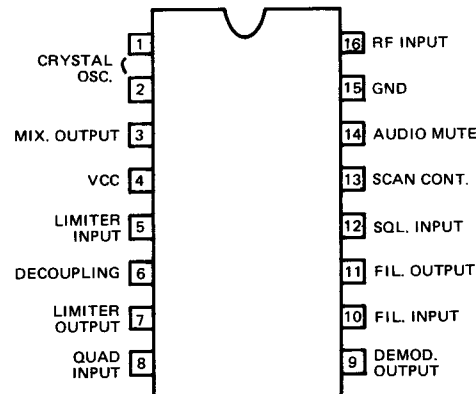 1
CRYSTAL
OSC.
2
MIX. OUTPUT 3
VCC 4
LIMITER
INPUT 5
DECOUPLING 6
LIMITER
OUTPUT 7
QUAD
INPUT 8
16 RF INPUT
15 GND
14 AUDIO MUTE
13 SCAN CONT.
12 SQL. INPUT
11 FIL. OUTPUT
10 FIL. INPUT
9 DEMOD.
OUTPUT